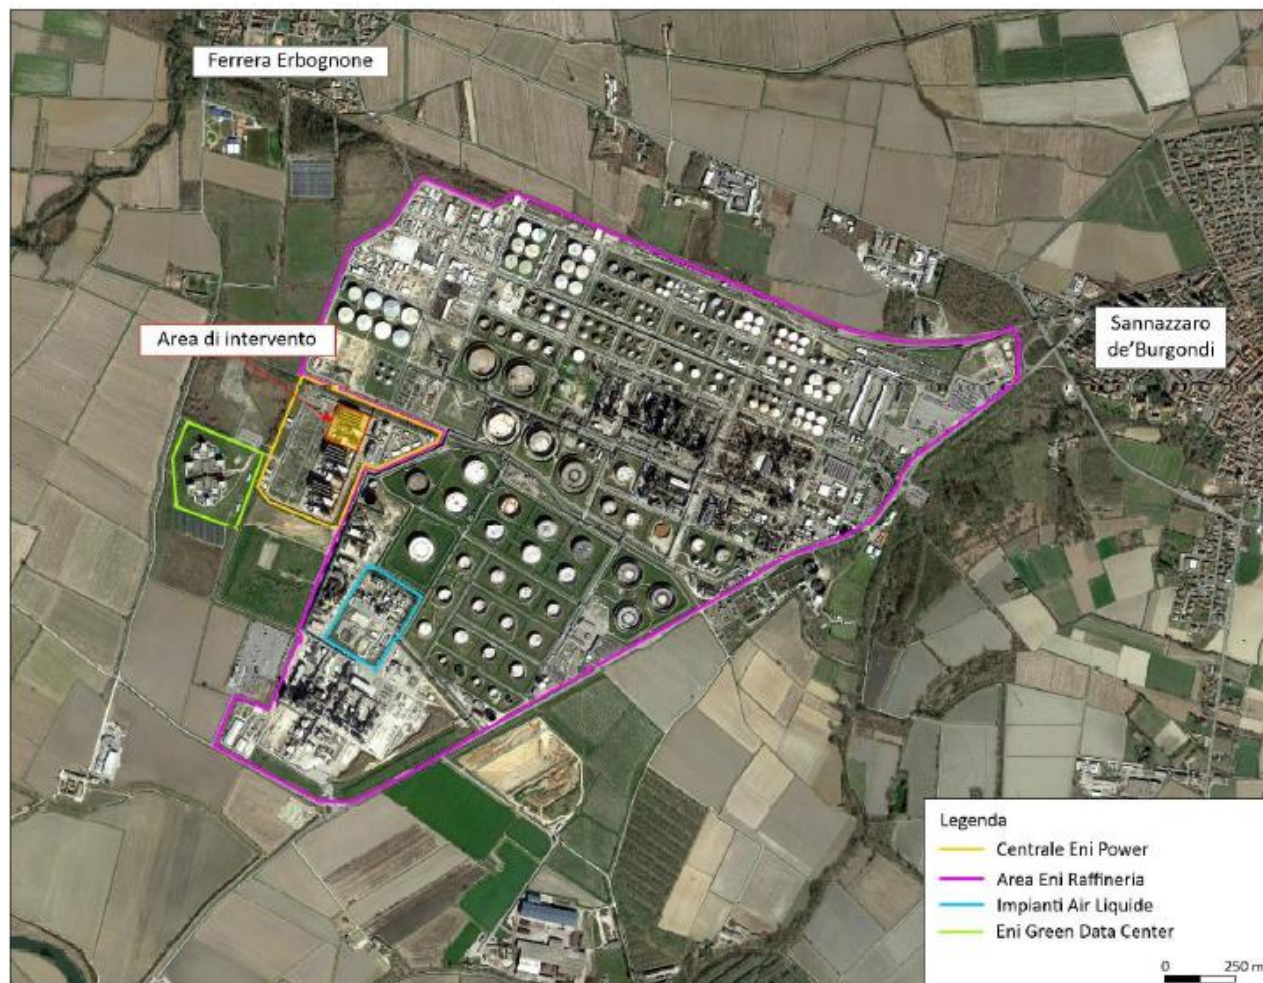 Ferrera Erbognone
Area di intervento
Sannazzaro
de'Burgondi
Legenda
Centrale Eni Power
Area Eni Raffineria
Impianti Air Liquide
Eni Green Data Center
0 250 m